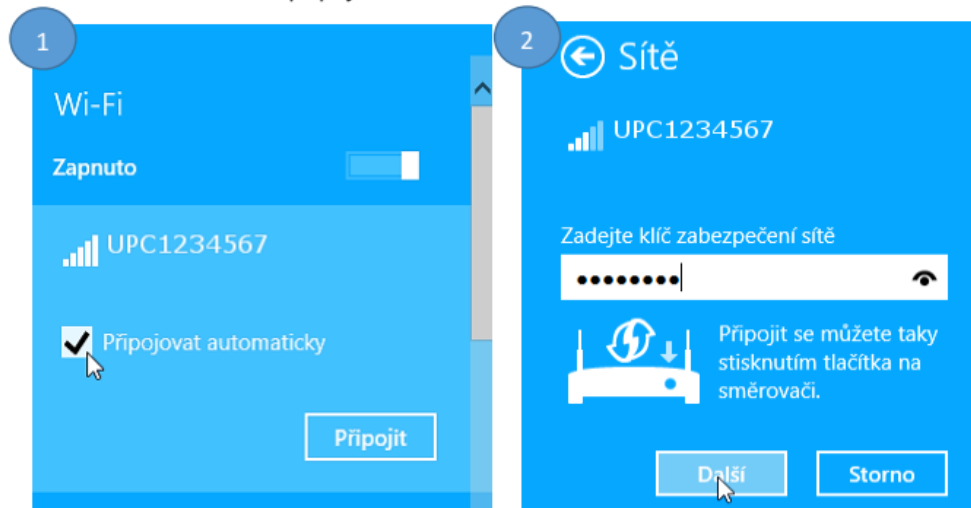 1
Wi-Fi
Zapnuto
UPC1234567
Připojovat automaticky
Připojit
2
Sítě
UPC1234567
Zadejte klíč zabezpečení sítě
Připojit se můžete taky
stisknutím tlačítka na
směrovači.
Další
Storno